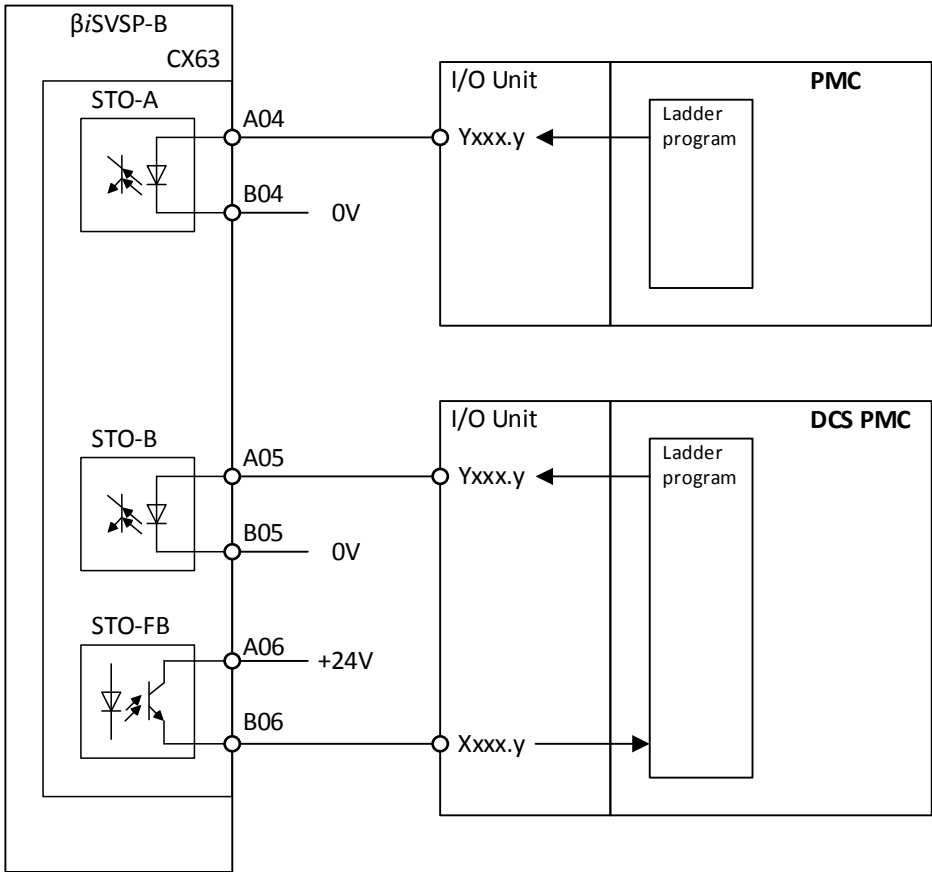 βiSVSP-B
CX63
STO-A
A04
B04
0V
I/O Unit
Yxxx.y
PMC
Ladder
program
STO-B
A05
B05
0V
STO-FB
A06
+24V
B06
I/O Unit
Yxxx.y
Xxxx.y
DCS PMC
Ladder
program